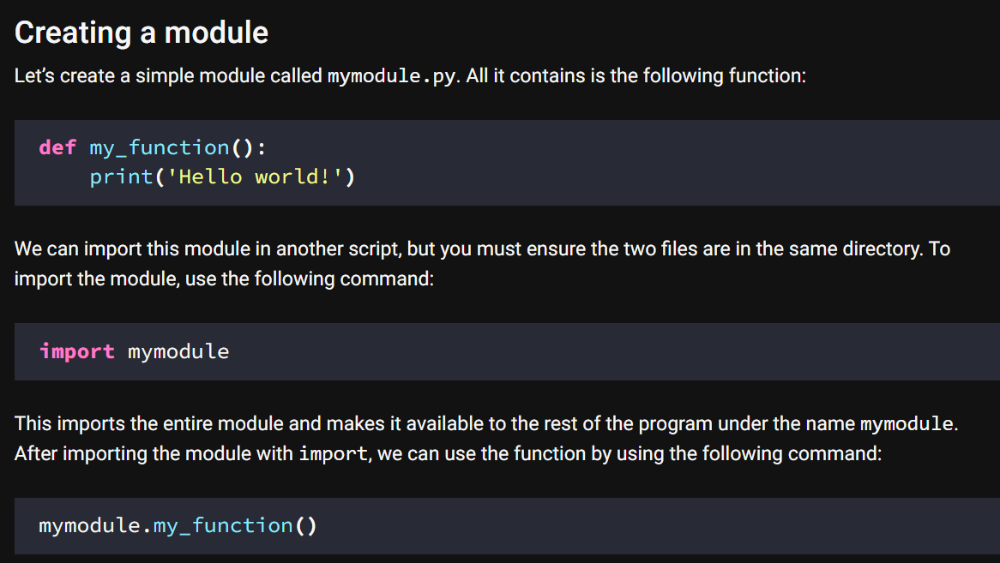 Creating a module
Let’s create a simple module called mymodule.py. All it contains is the following function:
def my_function():
    print('Hello world!')
We can import this module in another script, but you must ensure the two files are in the same directory. To
import the module, use the following command:
import mymodule
This imports the entire module and makes it available to the rest of the program under the name mymodule.
After importing the module with import, we can use the function by using the following command:
mymodule.my_function()